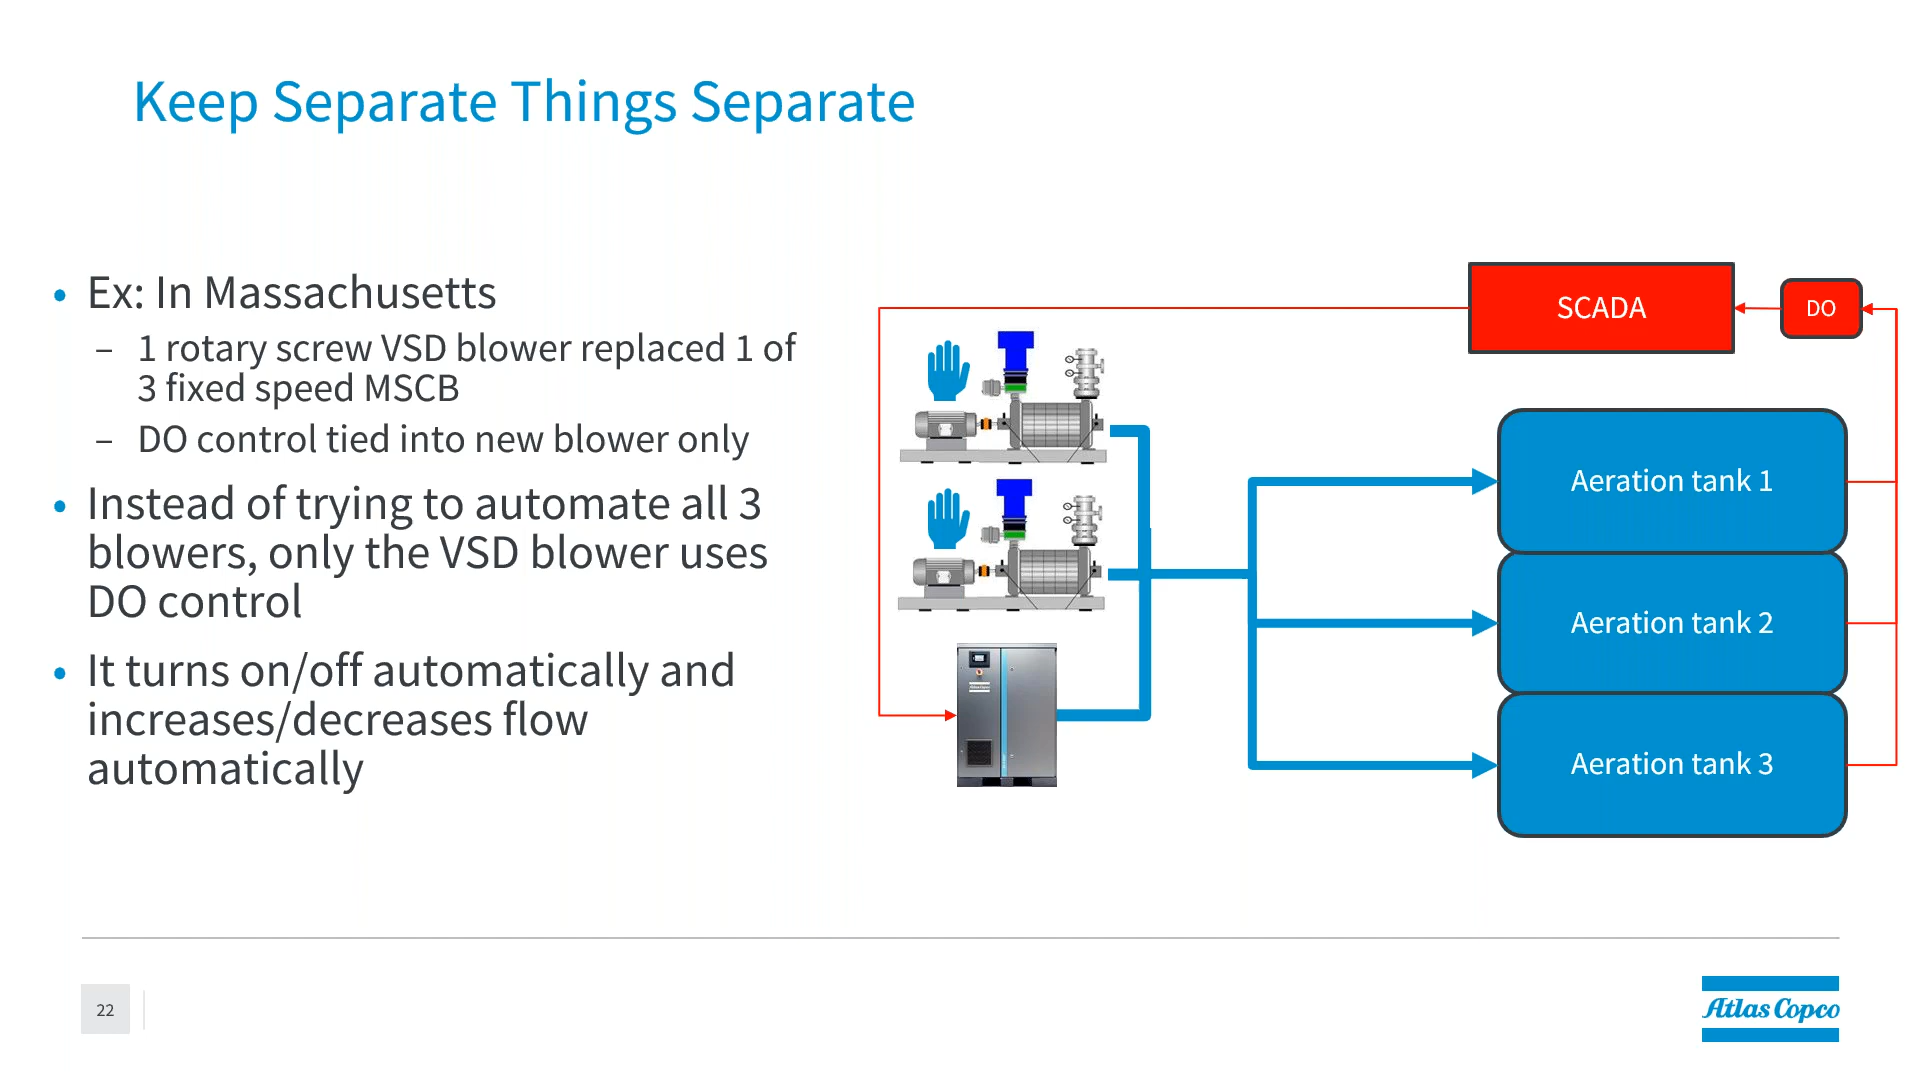 Keep Separate Things Separate
• Ex: In Massachusetts
– 1 rotary screw VSD blower replaced 1 of
3 fixed speed MSCB
– DO control tied into new blower only
• Instead of trying to automate all 3
blowers, only the VSD blower uses
DO control
• It turns on/off automatically and
increases/decreases flow
automatically
SCADA
DO
Aeration tank 1
Aeration tank 2
Aeration tank 3
Atlas Copco
22
Atlas Copco